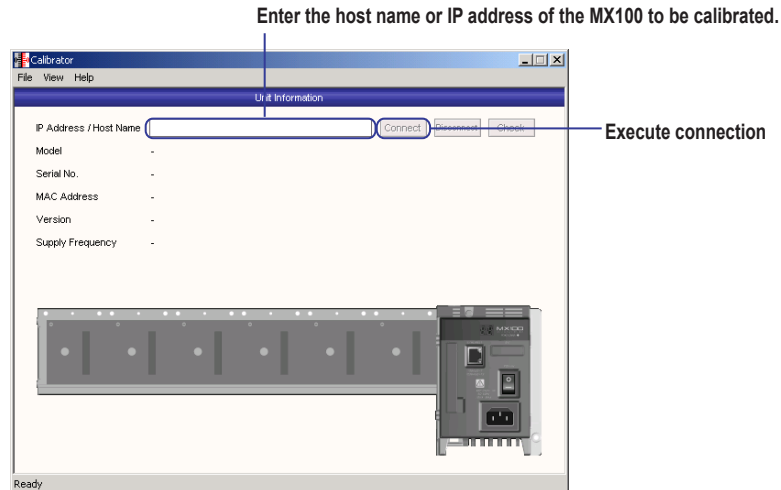 Enter the host name or IP address of the MX100 to be calibrated.
Calibrator
File View Help
Unit Information
IP Address / Host Name
Connect Disconnect Check
Execute connection
Model -
Serial No. -
MAC Address -
Version -
Supply Frequency -
MX100
Ready